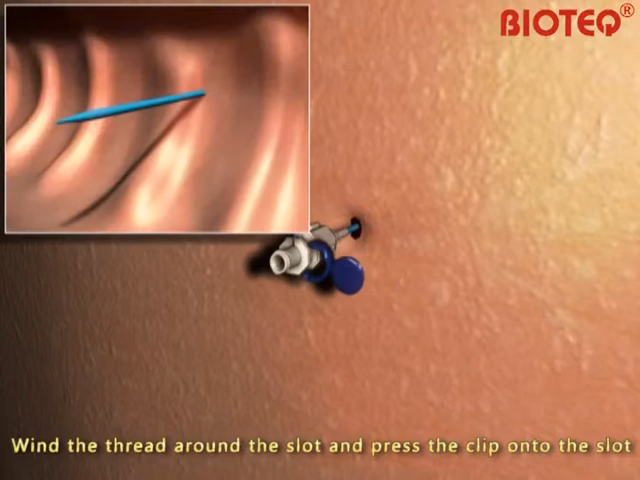 BIOTEQ®
Wind the thread around the slot and press the clip onto the slot